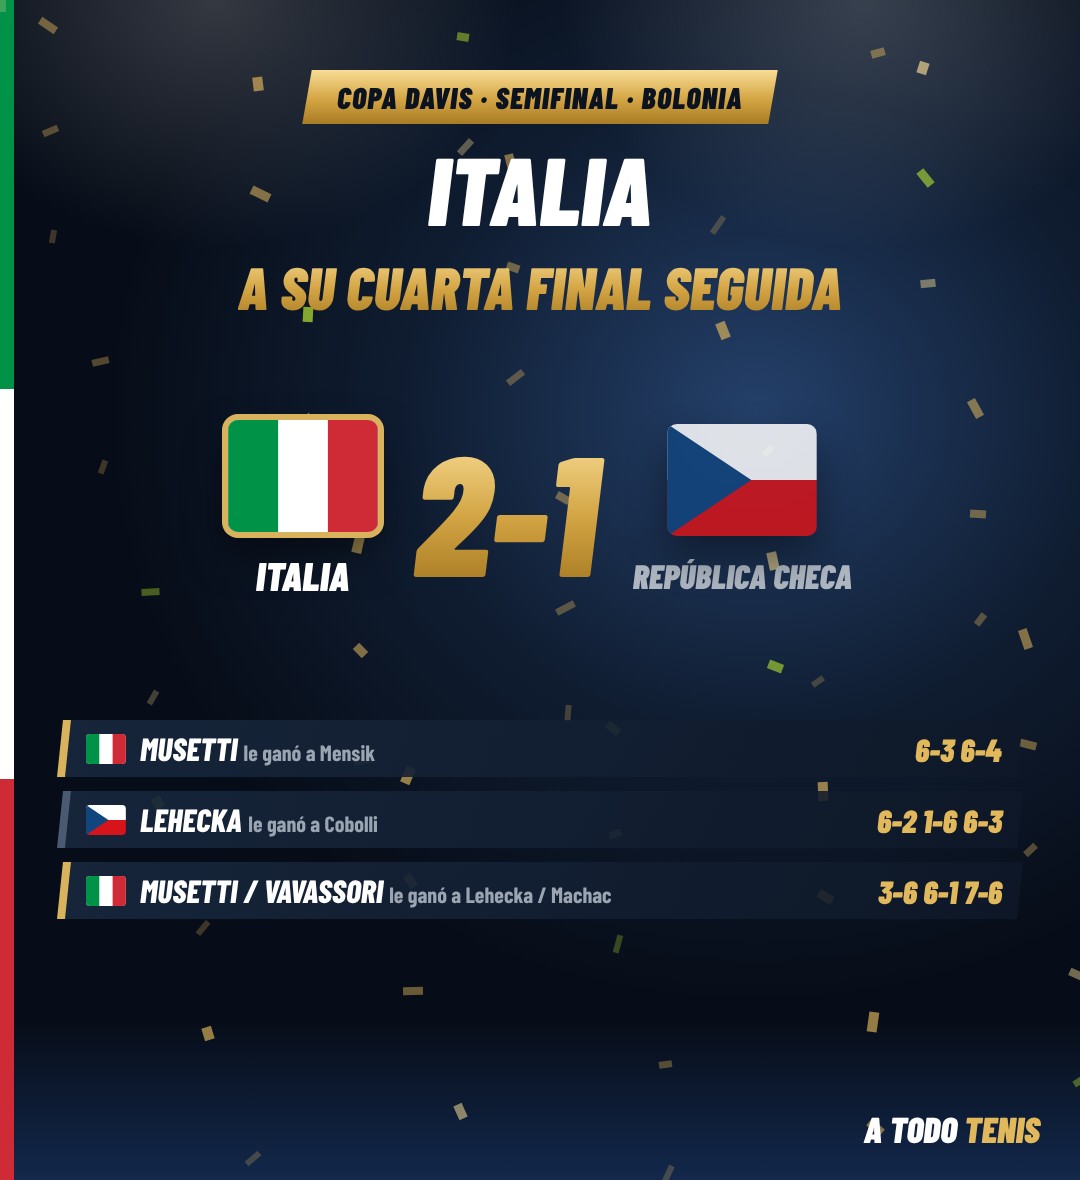 COPA DAVIS · SEMIFINAL · BOLONIA
ITALIA
A SU CUARTA FINAL SEGUIDA
2-1
ITALIA
REPÚBLICA CHECA
MUSETTI le ganó a Mensik 6-3 6-4
LEHECKA le ganó a Cobolli 6-2 1-6 6-3
MUSETTI / VAVASSORI le ganó a Lehecka / Machac 3-6 6-1 7-6
A TODO TENIS